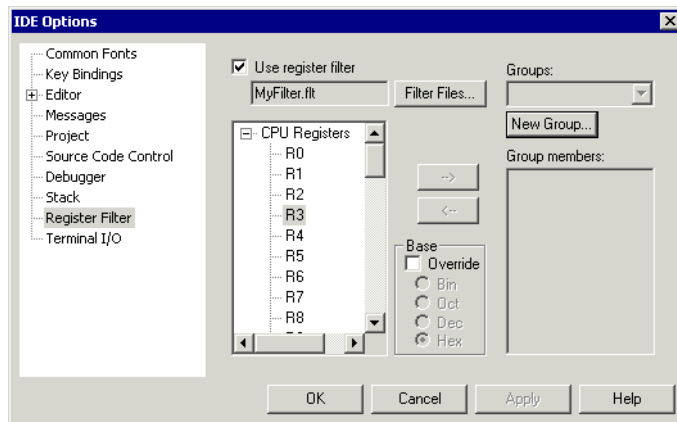 IDE Options
Common Fonts
Key Bindings
Editor
Messages
Project
Source Code Control
Debugger
Stack
Register Filter
Terminal I/O
Use register filter
MyFilter.flt
Filter Files...
CPU Registers
R0
R1
R2
R3
R4
R5
R6
R7
R8
-->
<--
Base
Override
Bin
Oct
Dec
Hex
Groups:
New Group...
Group members:
OK
Cancel
Apply
Help